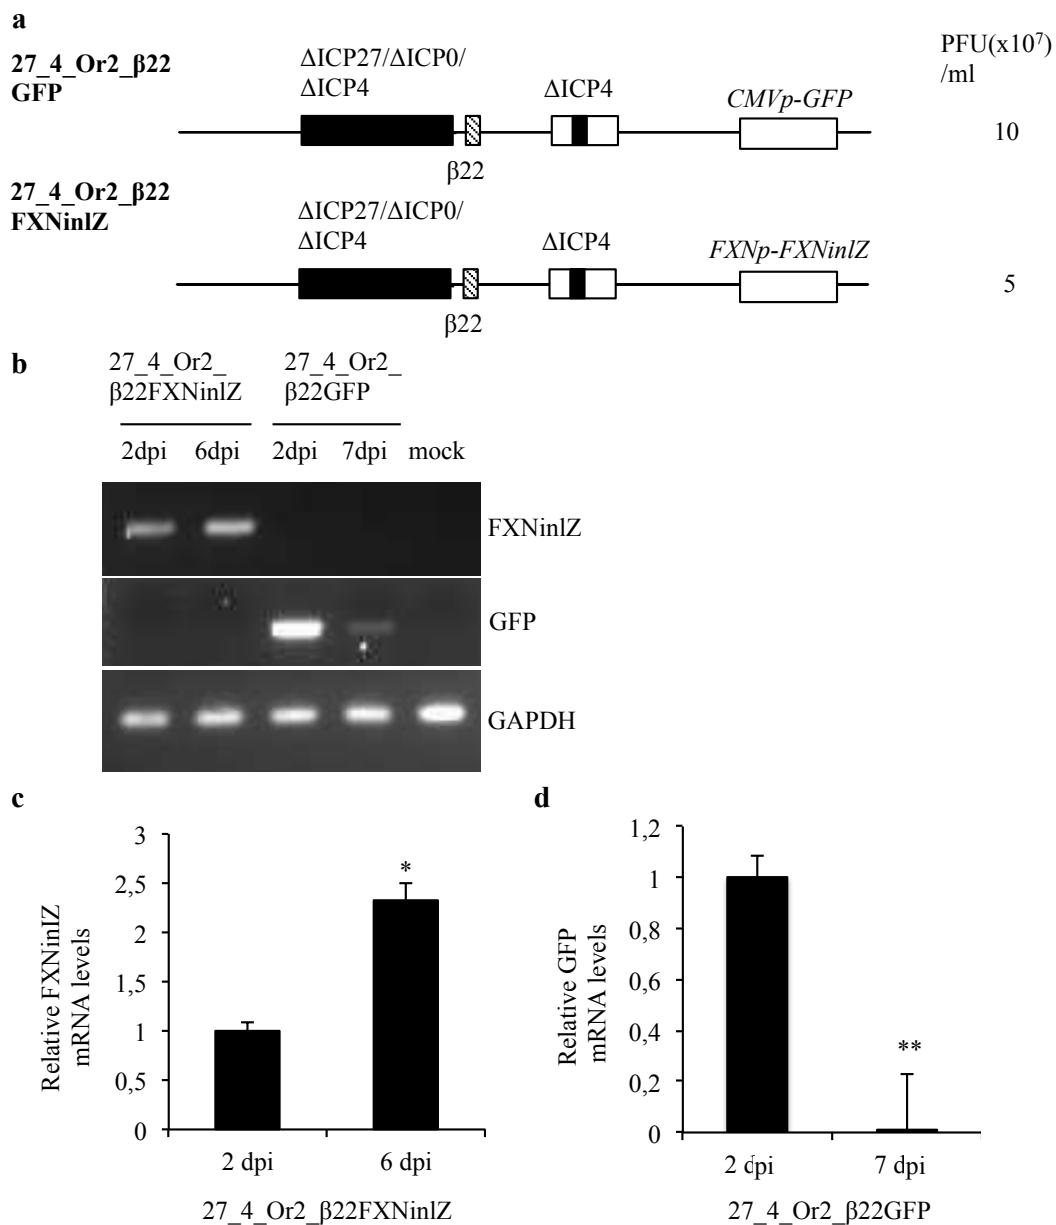 a
PFU(x10⁷)
/ml
27_4_Or2_β22
GFP
ΔICP27/ΔICP0/
ΔICP4
ΔICP4
CMVp-GFP
10
β22
27_4_Or2_β22
FXNinlZ
ΔICP27/ΔICP0/
ΔICP4
ΔICP4
FXNp-FXNinlZ
5
β22
b
27_4_Or2_
β22FXNinlZ
27_4_Or2_
β22GFP
2dpi 6dpi 2dpi 7dpi mock
FXNinlZ
GFP
GAPDH
c
Relative FXNinlZ
mRNA levels
3
2,5
2
1,5
1
0,5
0
*
2 dpi 6 dpi
27_4_Or2_β22FXNinlZ
d
Relative GFP
mRNA levels
1,2
1
0,8
0,6
0,4
0,2
0
**
2 dpi 7 dpi
27_4_Or2_β22GFP